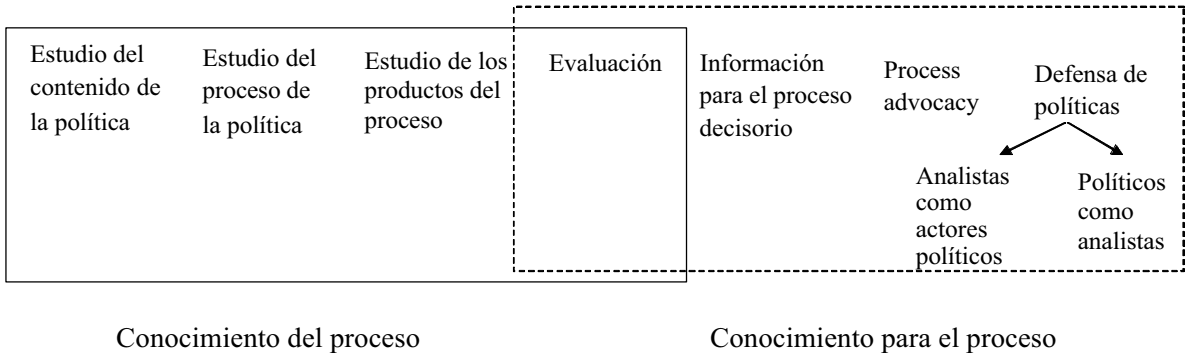 Estudio del
contenido de
la política
Estudio del
proceso de
la política
Estudio de los
productos del
proceso
Evaluación
Información
para el proceso
decisorio
Process
advocacy
Defensa de
políticas
Analistas
como
actores
políticos
Políticos
como
analistas
Conocimiento del proceso
Conocimiento para el proceso